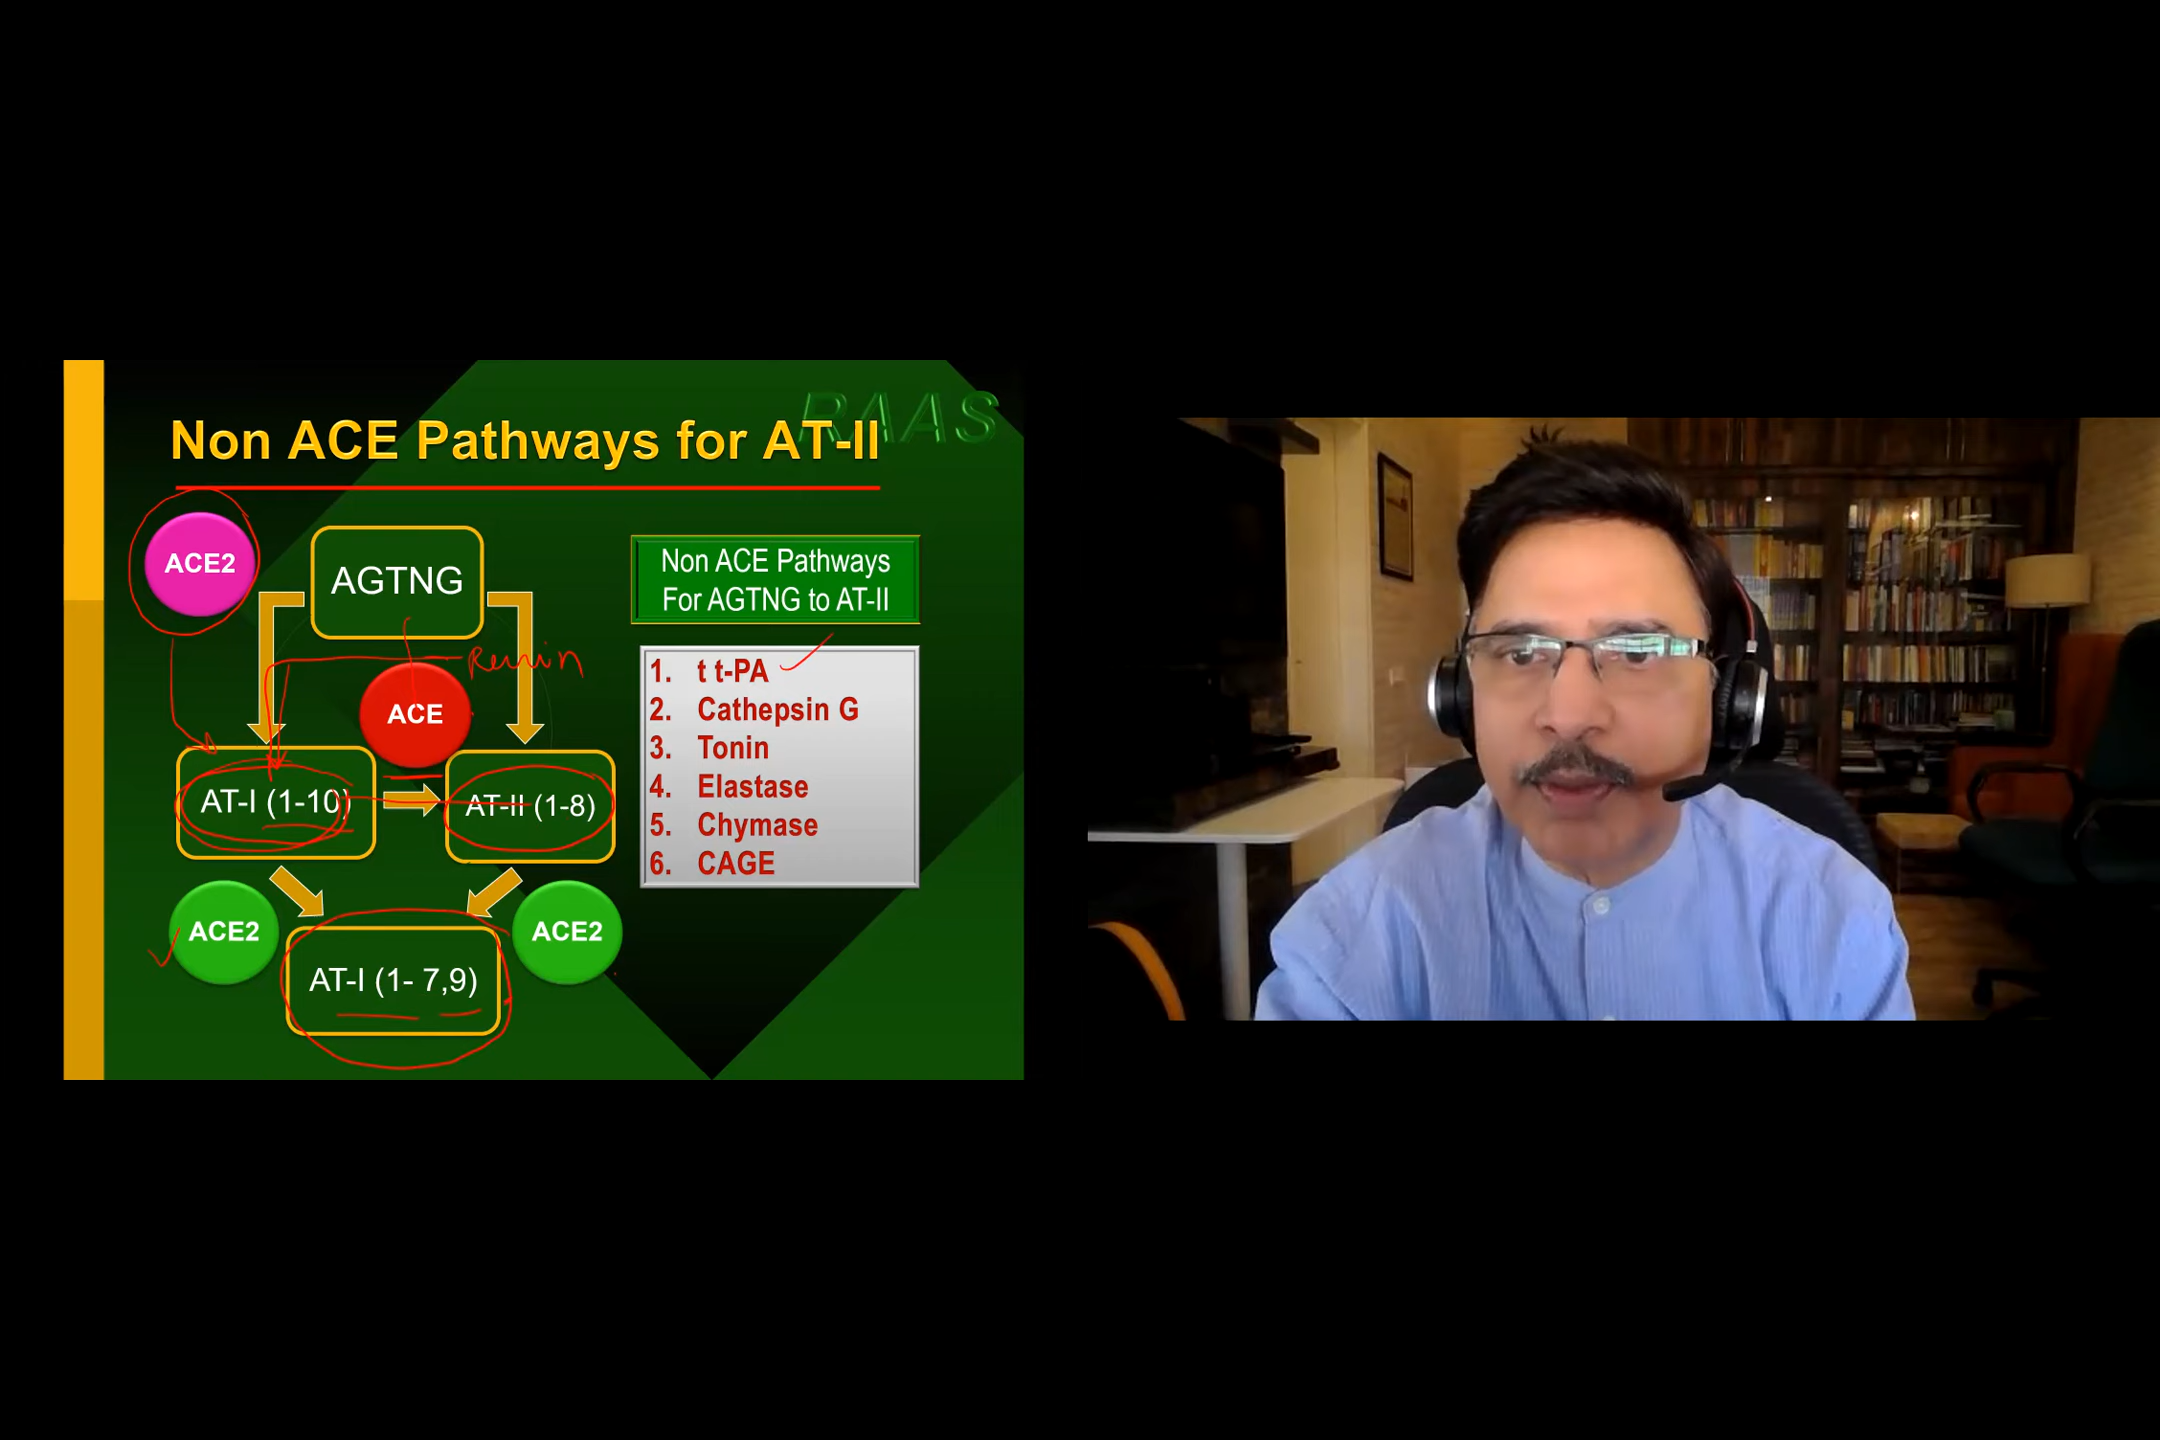 RAAS
Non ACE Pathways for AT-II
ACE2
AGTNG
Renin
ACE
AT-I (1-10)
AT-II (1-8)
ACE2
ACE2
AT-I (1- 7,9)
Non ACE Pathways
For AGTNG to AT-II
1. t t-PA
2. Cathepsin G
3. Tonin
4. Elastase
5. Chymase
6. CAGE